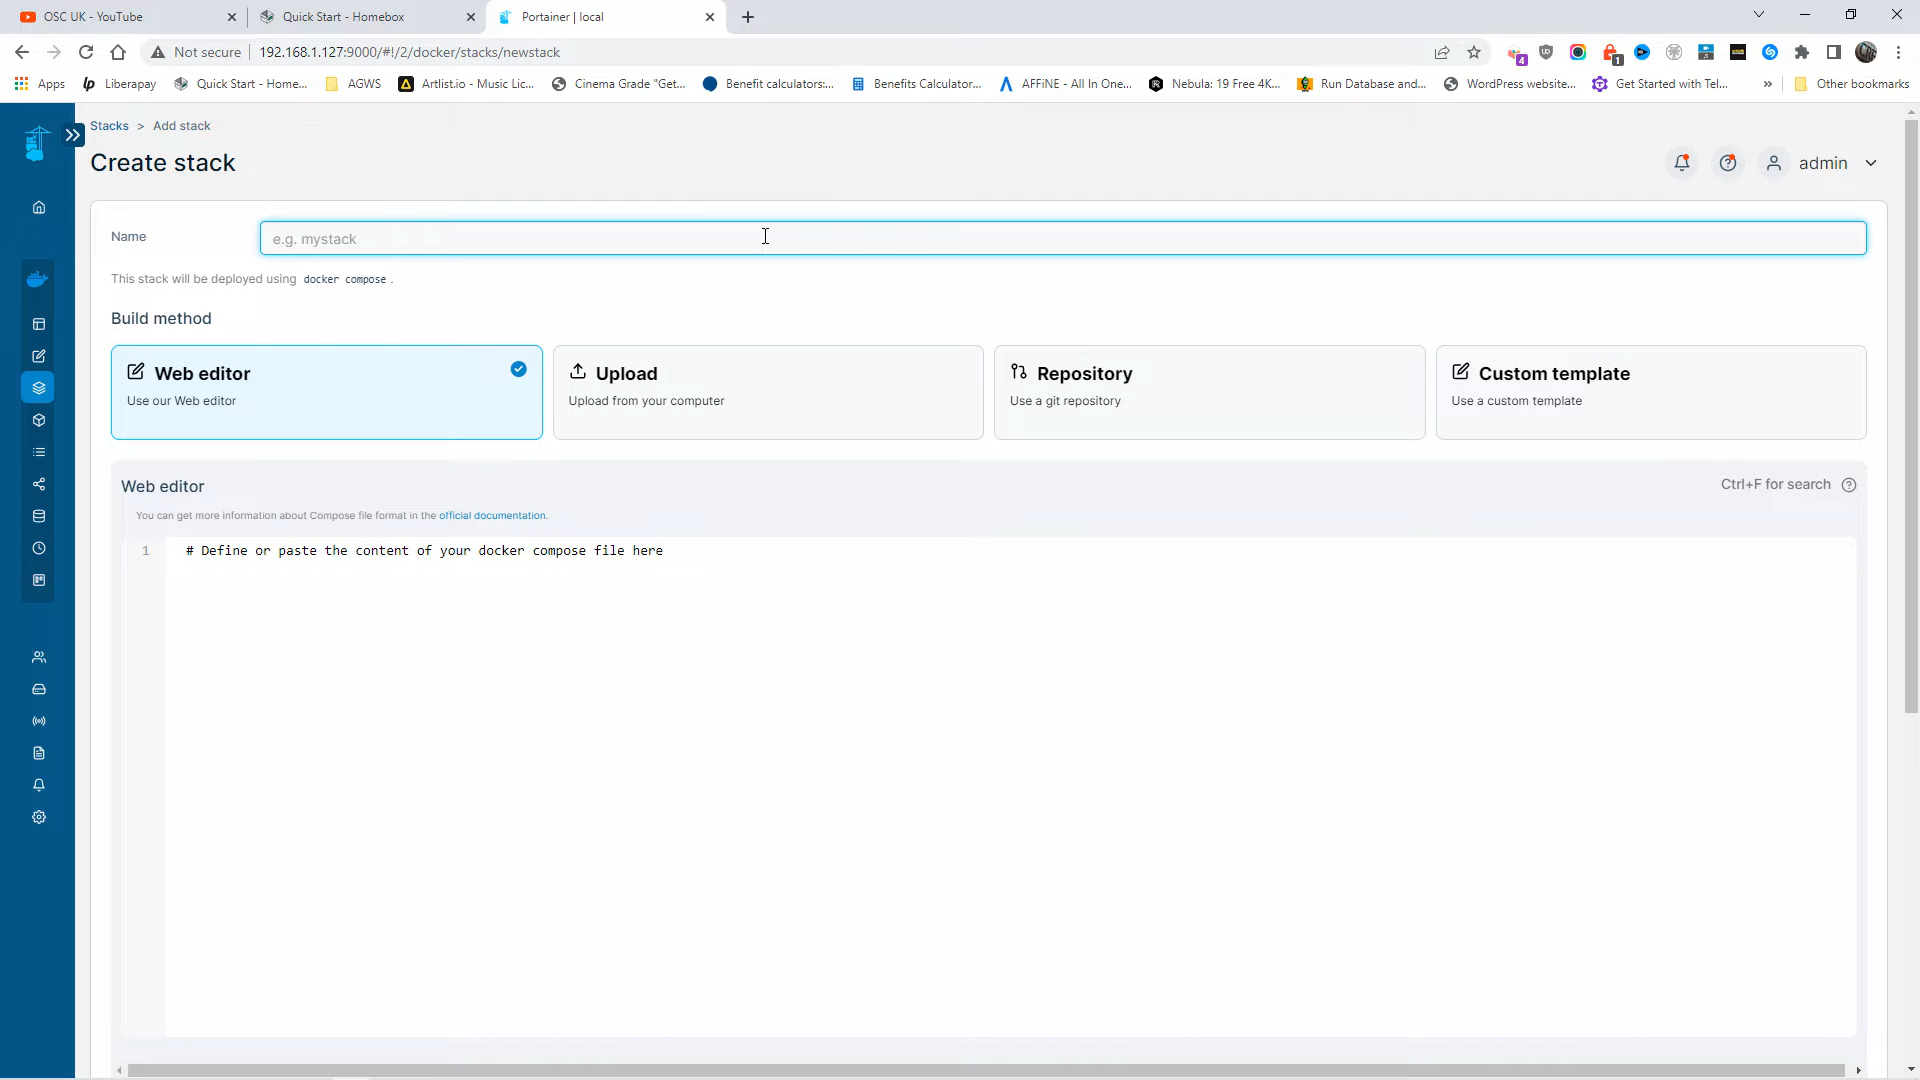 OSC UK - YouTube
Quick Start - Homebox
Portainer | local
Not secure
192.168.1.127:9000/#!/2/docker/stacks/newstack
4
1
Apps
Liberapay
Quick Start - Home...
AGWS
Artlist.io - Music Lic...
Cinema Grade "Get...
Benefit calculators:...
Benefits Calculator...
AFFiNE - All In One...
Nebula: 19 Free 4K...
Run Database and...
WordPress website...
Get Started with Tel...
»
Other bookmarks
Stacks > Add stack
Create stack
admin
Name
e.g. mystack
This stack will be deployed using docker compose .
Build method
Web editor
Use our Web editor
Upload
Upload from your computer
Repository
Use a git repository
Custom template
Use a custom template
Web editor
Ctrl+F for search
You can get more information about Compose file format in the official documentation.
1
# Define or paste the content of your docker compose file here